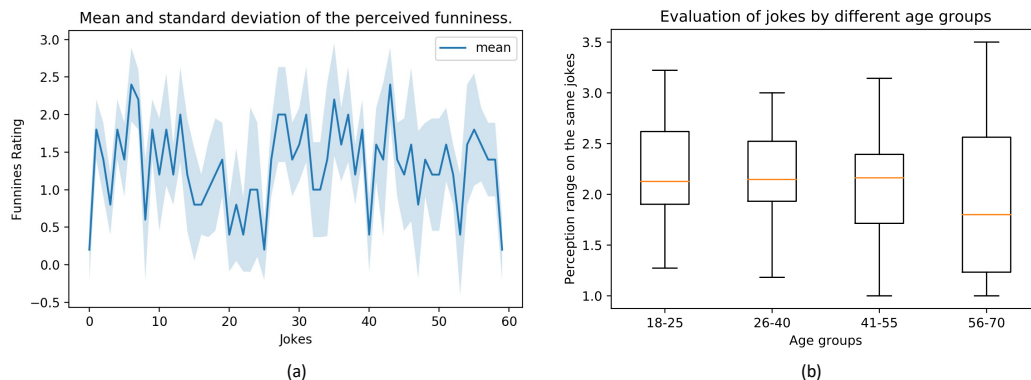 Mean and standard deviation of the perceived funniness.
mean
Funnines Rating
3.0
2.5
2.0
1.5
1.0
0.5
0.0
−0.5
0 10 20 30 40 50 60
Jokes
(a)
Evaluation of jokes by different age groups
Perception range on the same jokes
3.5
3.0
2.5
2.0
1.5
1.0
18-25 26-40 41-55 56-70
Age groups
(b)